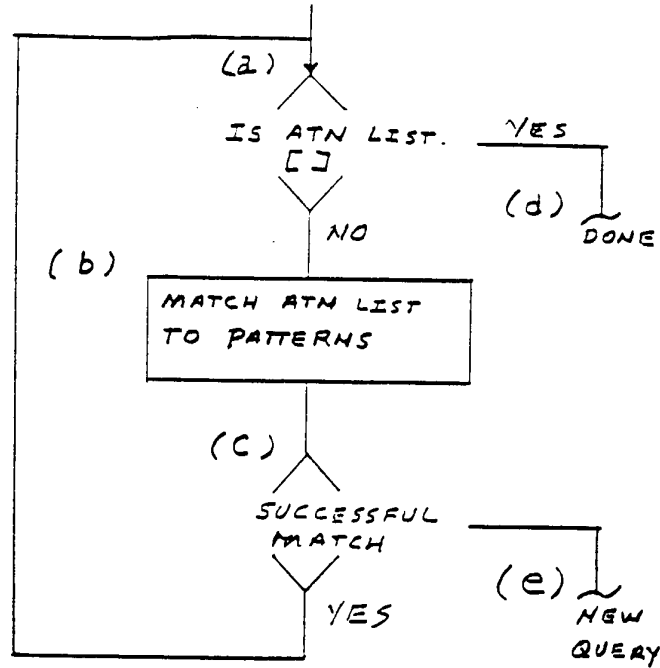 (a)
IS ATN LIST.
[]
YES
(d)
DONE
NO
(b)
MATCH ATN LIST
TO PATTERNS
(c)
SUCCESSFUL
MATCH
(e)
NEW
QUERY
YES